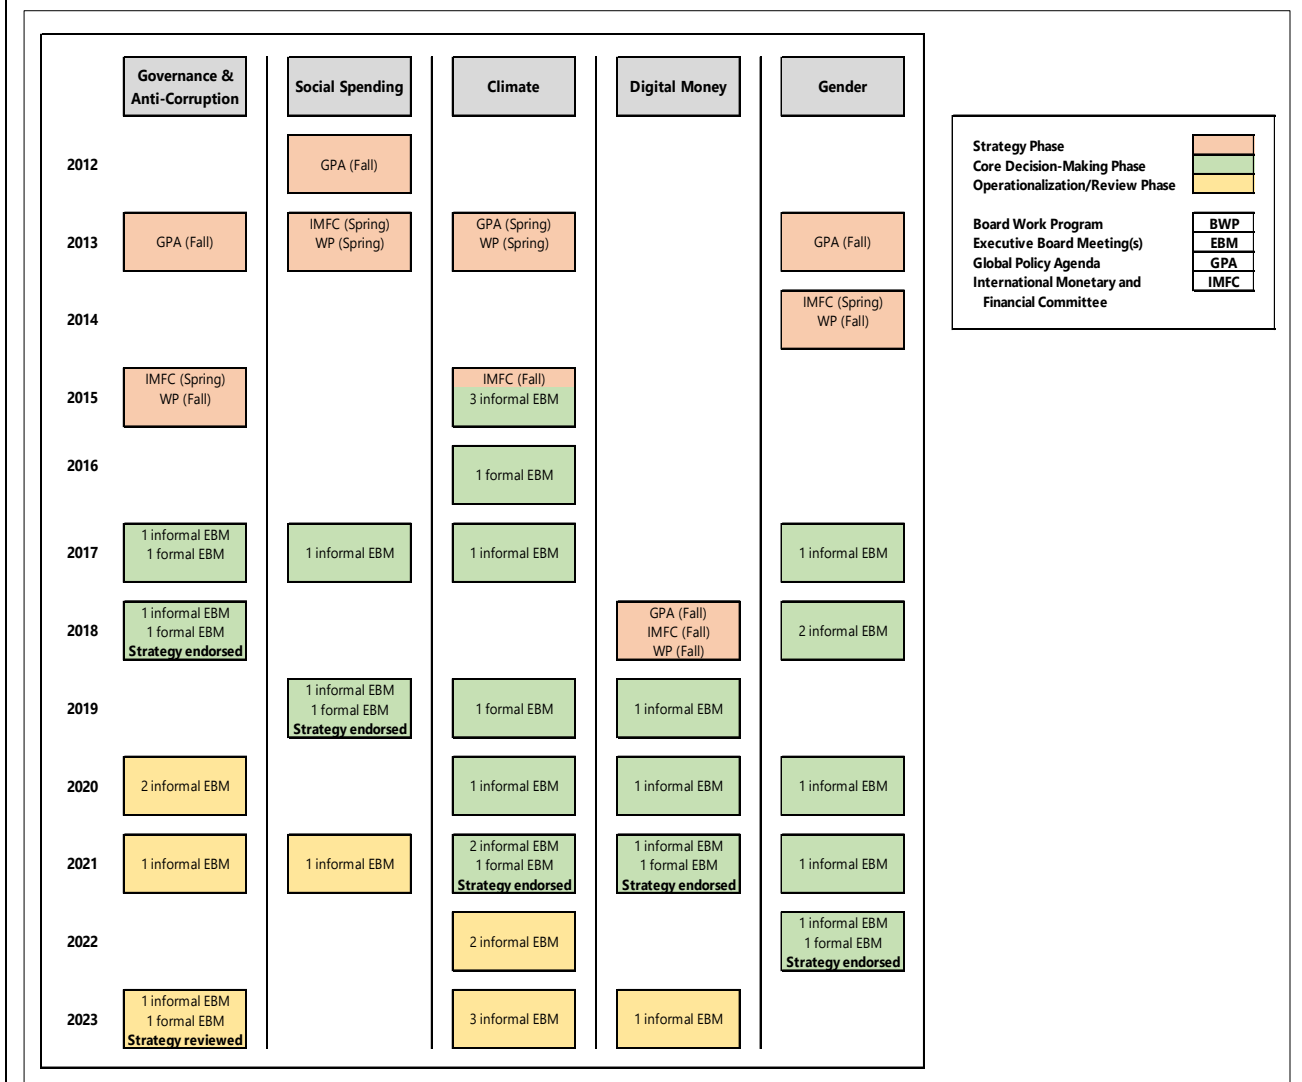 Governance &
Anti-Corruption
Social Spending
Climate
Digital Money
Gender
2012
GPA (Fall)
2013
GPA (Fall)
IMFC (Spring)
WP (Spring)
GPA (Spring)
WP (Spring)
GPA (Fall)
2014
IMFC (Spring)
WP (Fall)
2015
IMFC (Spring)
WP (Fall)
IMFC (Fall)
3 informal EBM
2016
1 formal EBM
2017
1 informal EBM
1 formal EBM
1 informal EBM
1 informal EBM
1 informal EBM
2018
1 informal EBM
1 formal EBM
Strategy endorsed
GPA (Fall)
IMFC (Fall)
WP (Fall)
2 informal EBM
2019
1 informal EBM
1 formal EBM
Strategy endorsed
1 formal EBM
1 informal EBM
2020
2 informal EBM
1 informal EBM
1 informal EBM
1 informal EBM
2021
1 informal EBM
1 informal EBM
2 informal EBM
1 formal EBM
Strategy endorsed
1 informal EBM
1 formal EBM
Strategy endorsed
1 informal EBM
2022
2 informal EBM
1 informal EBM
1 formal EBM
Strategy endorsed
2023
1 informal EBM
1 formal EBM
Strategy reviewed
3 informal EBM
1 informal EBM
Strategy Phase
Core Decision-Making Phase
Operationalization/Review Phase
Board Work Program BWP
Executive Board Meeting(s) EBM
Global Policy Agenda GPA
International Monetary and IMFC
Financial Committee